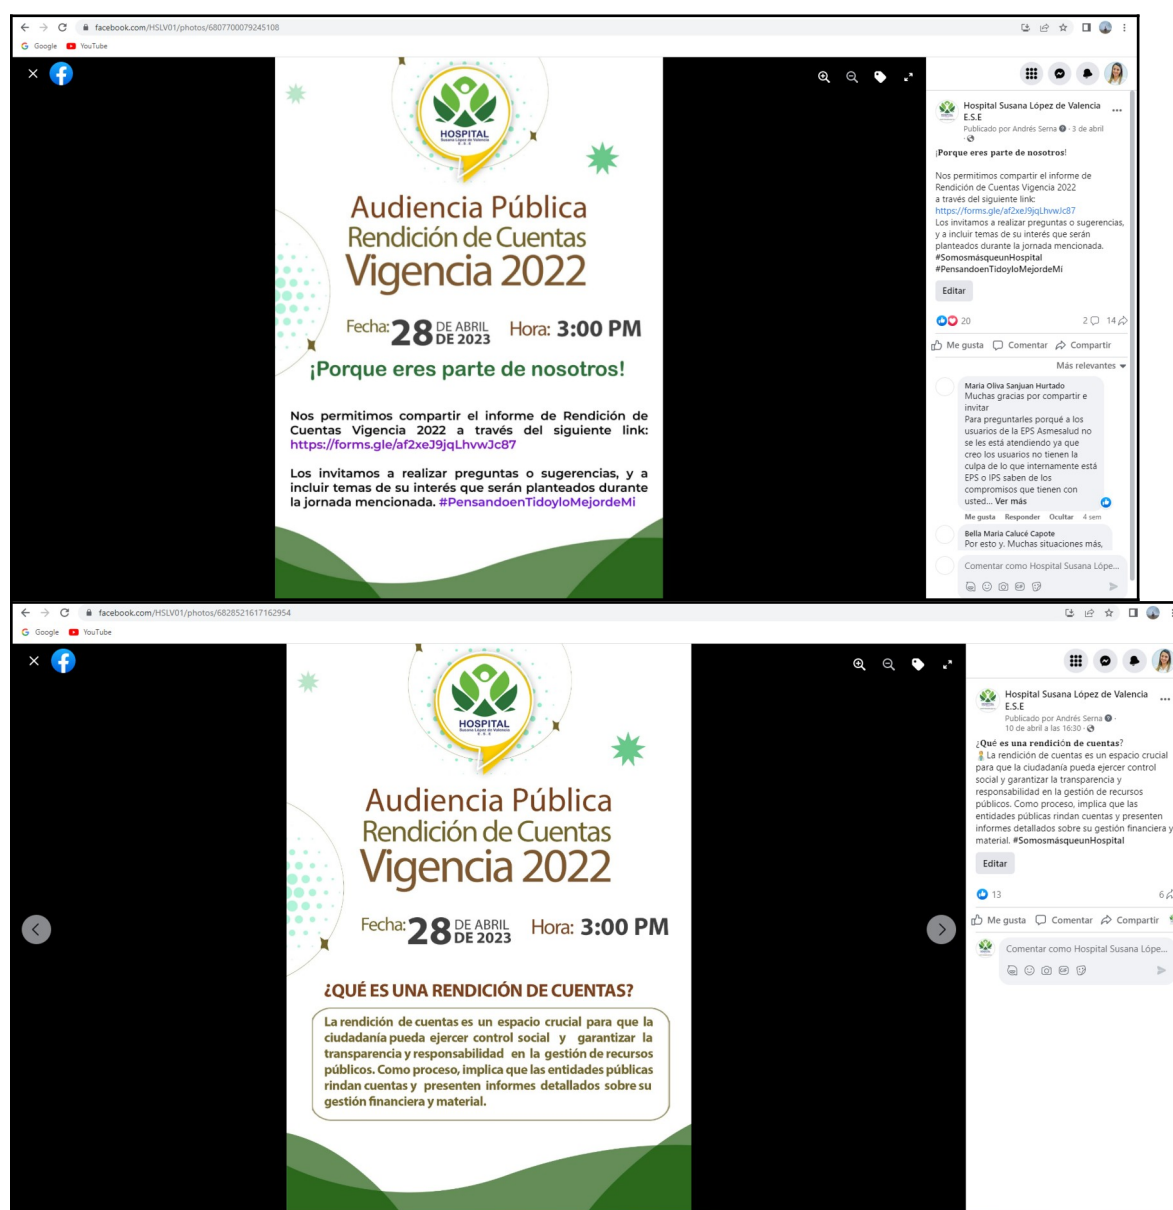 facebook.com/HSLV01/photos/6807700079245108
Google YouTube
HOSPITAL
Susana López de Valencia
E. S. E
Audiencia Pública
Rendición de Cuentas
Vigencia 2022
Fecha: 28 DE ABRIL DE 2023 Hora: 3:00 PM
¡Porque eres parte de nosotros!
Nos permitimos compartir el informe de Rendición de
Cuentas Vigencia 2022 a través del siguiente link:
https://forms.gle/af2xeJ9jqLhvwJc87
Los invitamos a realizar preguntas o sugerencias, y a
incluir temas de su interés que serán planteados durante
la jornada mencionada. #PensandoenTidoyloMejordeMi
Hospital Susana López de Valencia
E.S.E
Publicado por Andrés Serna · 3 de abril
·
¡Porque eres parte de nosotros!
Nos permitimos compartir el informe de
Rendición de Cuentas Vigencia 2022
a través del siguiente link:
https://forms.gle/af2xeJ9jqLhvwJc87
Los invitamos a realizar preguntas o sugerencias,
y a incluir temas de su interés que serán
planteados durante la jornada mencionada.
#SomosmásqueunHospital
#PensandoenTidoyloMejordeMí
Editar
20 2 14
Me gusta Comentar Compartir
Más relevantes
Maria Oliva Sanjuan Hurtado
Muchas gracias por compartir e
invitar
Para preguntarles porqué a los
usuarios de la EPS Asmesalud no
se les está atendiendo ya que
creo los usuarios no tienen la
culpa de lo que internamente está
EPS o IPS saben de los
compromisos que tienen con
usted... Ver más
Me gusta Responder Ocultar 4 sem
Bella Maria Calucé Capote
Por esto y. Muchas situaciones más,
Comentar como Hospital Susana Lópe...
facebook.com/HSLV01/photos/6828521617162954
Google YouTube
HOSPITAL
Susana López de Valencia
E. S. E
Audiencia Pública
Rendición de Cuentas
Vigencia 2022
Fecha: 28 DE ABRIL DE 2023 Hora: 3:00 PM
¿QUÉ ES UNA RENDICIÓN DE CUENTAS?
La rendición de cuentas es un espacio crucial para que la
ciudadanía pueda ejercer control social y garantizar la
transparencia y responsabilidad en la gestión de recursos
públicos. Como proceso, implica que las entidades públicas
rindan cuentas y presenten informes detallados sobre su
gestión financiera y material.
Hospital Susana López de Valencia
E.S.E
Publicado por Andrés Serna ·
10 de abril a las 16:30 ·
¿Qué es una rendición de cuentas?
La rendición de cuentas es un espacio crucial
para que la ciudadanía pueda ejercer control
social y garantizar la transparencia y
responsabilidad en la gestión de recursos
públicos. Como proceso, implica que las
entidades públicas rindan cuentas y presenten
informes detallados sobre su gestión financiera y
material. #SomosmásqueunHospital
Editar
13 6
Me gusta Comentar Compartir
Comentar como Hospital Susana Lópe...